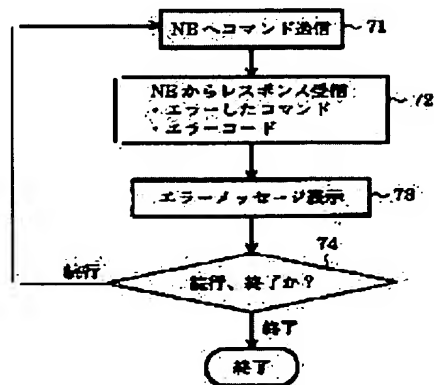 NEへコマンド送信 71
NEからレスポンス受信
・エラーしたコマンド
・エラーコード
72
エラーメッセージ表示 73
74
続行、終了か?
続行
終了
終了